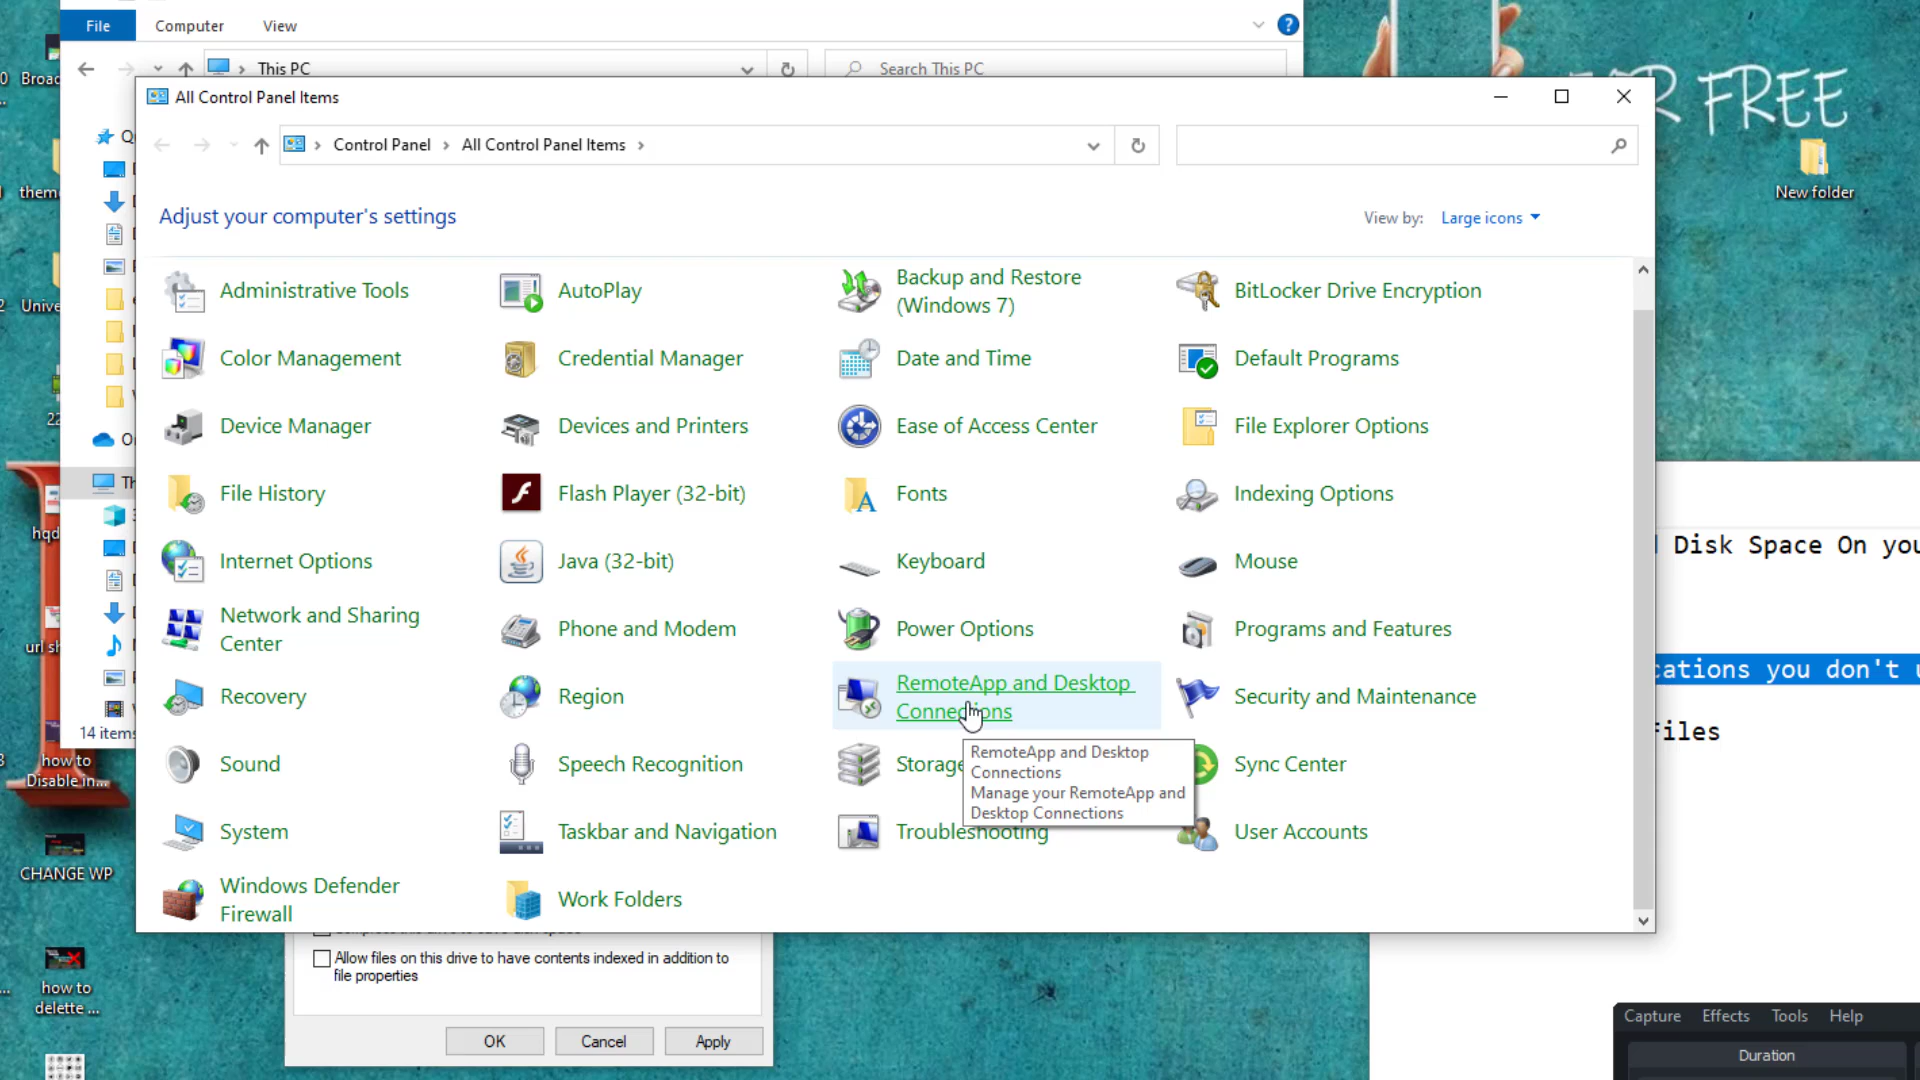 File
Computer
View
This PC
Search This PC
All Control Panel Items
Control Panel
All Control Panel Items
Adjust your computer's settings
View by:
Large icons
Administrative Tools
AutoPlay
Backup and Restore
(Windows 7)
BitLocker Drive Encryption
Color Management
Credential Manager
Date and Time
Default Programs
Device Manager
Devices and Printers
Ease of Access Center
File Explorer Options
File History
Flash Player (32-bit)
Fonts
Indexing Options
Internet Options
Java (32-bit)
Keyboard
Mouse
Network and Sharing
Center
Phone and Modem
Power Options
Programs and Features
Recovery
Region
RemoteApp and Desktop
Connections
Security and Maintenance
Sound
Speech Recognition
Storage
Sync Center
RemoteApp and Desktop
Connections
Manage your RemoteApp and
Desktop Connections
System
Taskbar and Navigation
Troubleshooting
User Accounts
Windows Defender
Firewall
Work Folders
Allow files on this drive to have contents indexed in addition to
file properties
OK
Cancel
Apply
FREE
New folder
Disk Space On you
cations you don't u
Files
14 items
Broad
them
Unive
22
hqd
url sh
how to
Disable in...
CHANGE WP
how to
delette ...
Capture
Effects
Tools
Help
Duration